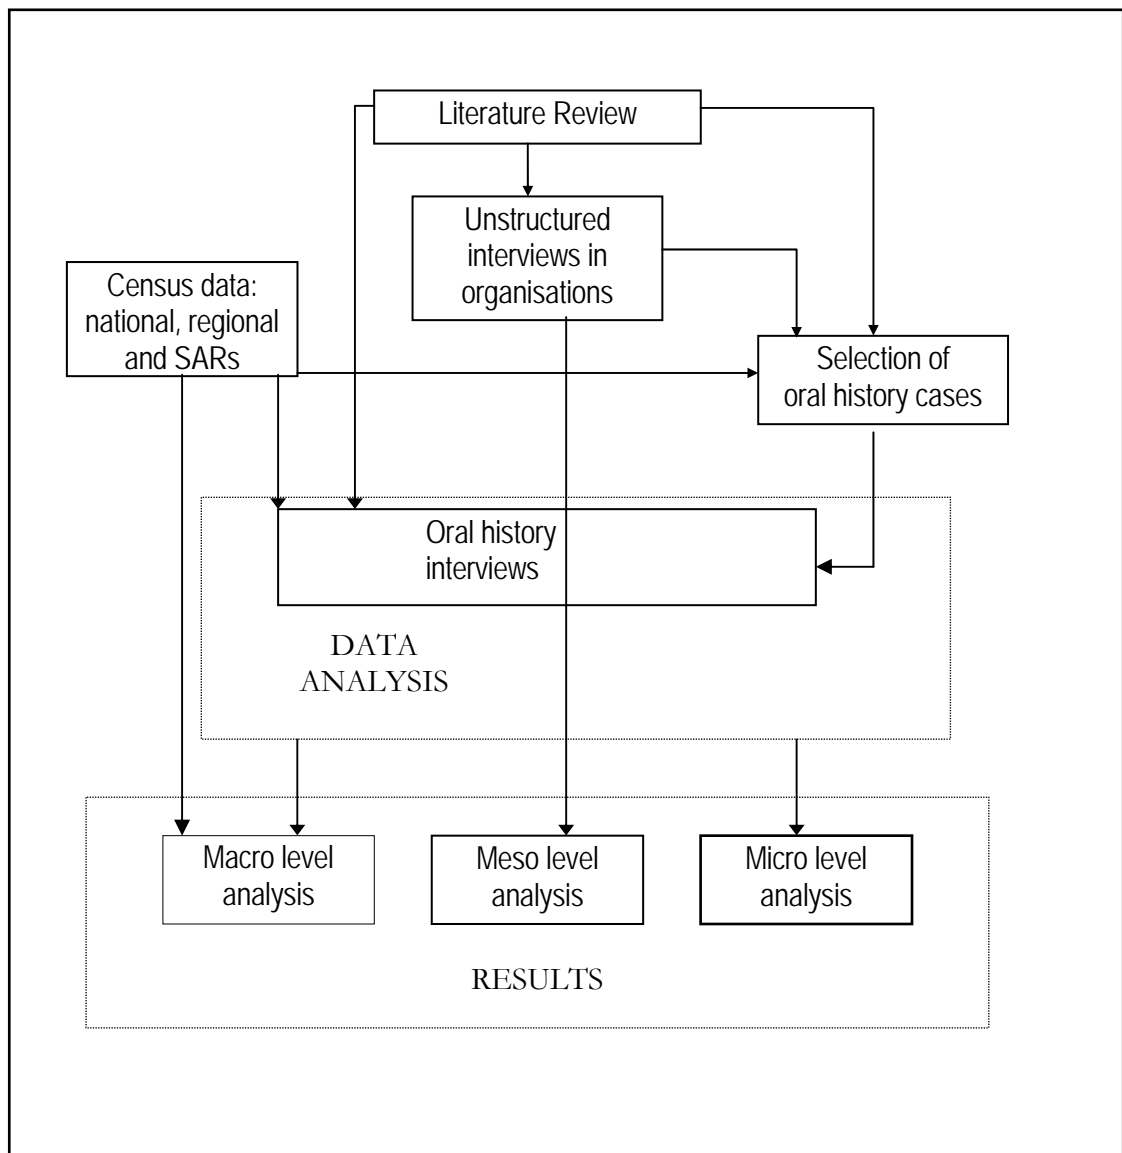 Literature Review
Unstructured
interviews in
organisations
Census data:
national, regional
and SARs
Selection of
oral history cases
Oral history
interviews
DATA
ANALYSIS
Macro level
analysis
Meso level
analysis
Micro level
analysis
RESULTS